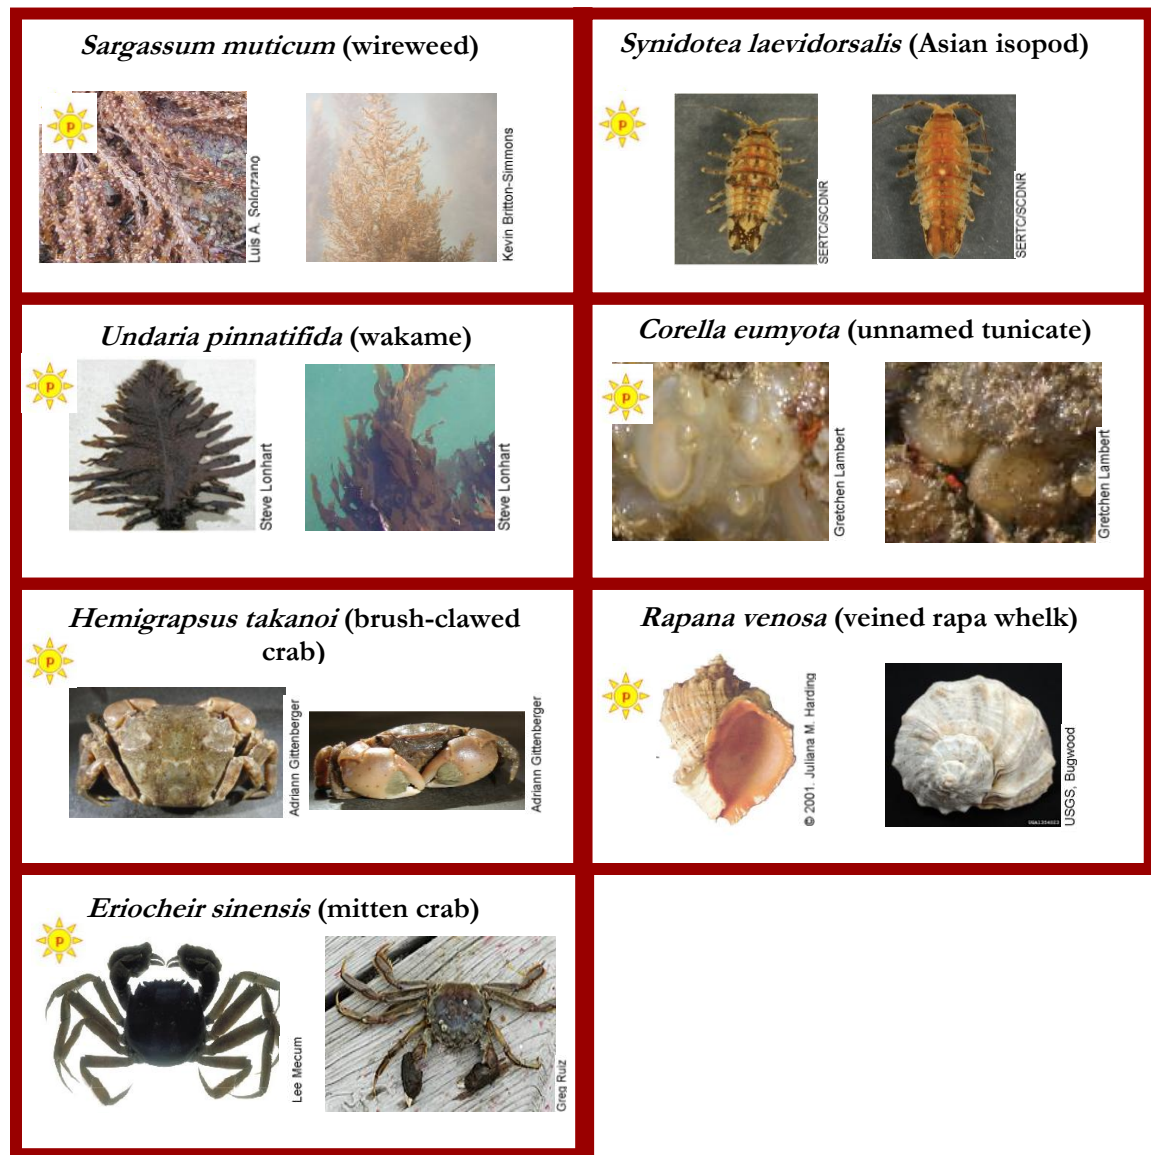 Sargassum muticum (wireweed)
p
Luis A. Solorzano
Kevin Britton-Simmons
Synidotea laevidorsalis (Asian isopod)
p
SERTC/SCDNR
SERTC/SCDNR
Undaria pinnatifida (wakame)
p
Steve Lonhart
Steve Lonhart
Corella eumyota (unnamed tunicate)
p
Gretchen Lambert
Gretchen Lambert
Hemigrapsus takanoi (brush-clawed
crab)
p
Adriann Gittenberger
Adriann Gittenberger
Rapana venosa (veined rapa whelk)
p
© 2001. Juliana M. Harding
USGS, Bugwood
Eriocheir sinensis (mitten crab)
p
Lee Mecum
Greg Ruiz